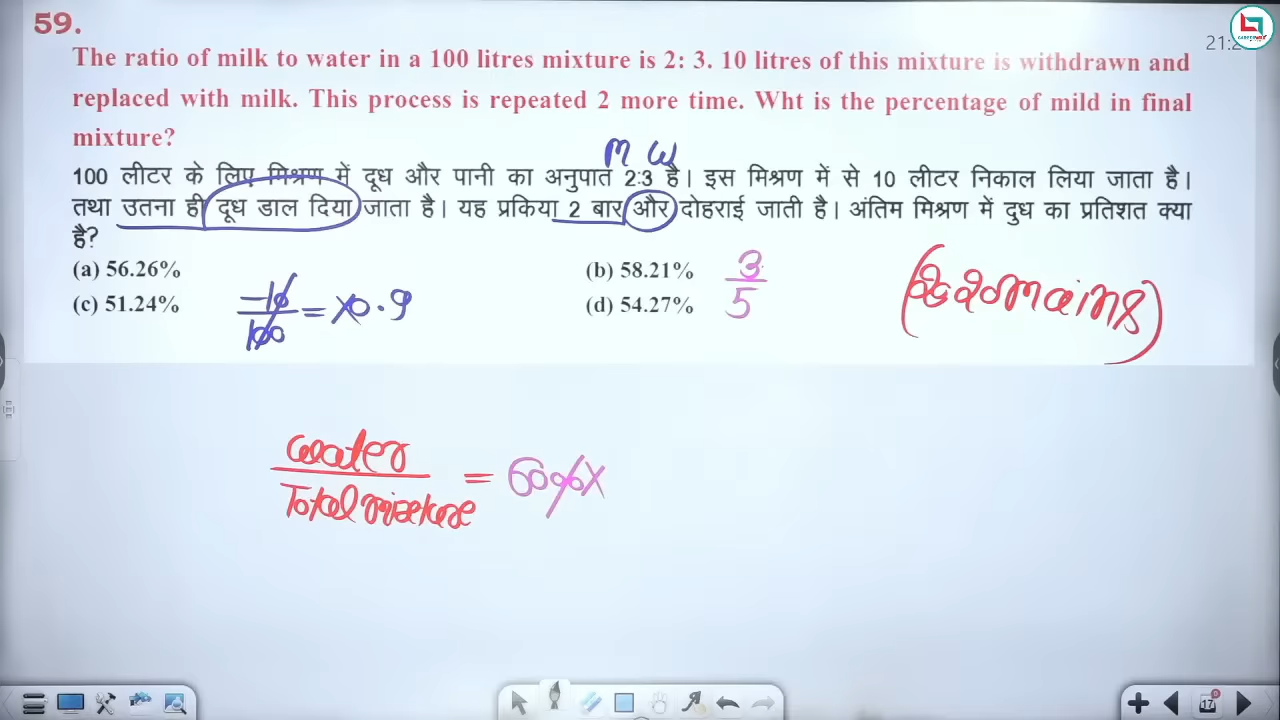 59.
21:2
The ratio of milk to water in a 100 litres mixture is 2: 3. 10 litres of this mixture is withdrawn and
replaced with milk. This process is repeated 2 more time. Wht is the percentage of mild in final
mixture?
M W
100 लीटर के लिए मिश्रण में दूध और पानी का अनुपात 2:3 है। इस मिश्रण में से 10 लीटर निकाल लिया जाता है।
तथा उतना ही दूध डाल दिया जाता है। यह प्रकिया 2 बार और दोहराई जाती है। अंतिम मिश्रण में दुध का प्रतिशत क्या
है?
(a) 56.26%
(b) 58.21%
(c) 51.24%
(d) 54.27%
-10
100
= X0.9
3
5
water
Total mixture
= 60%X